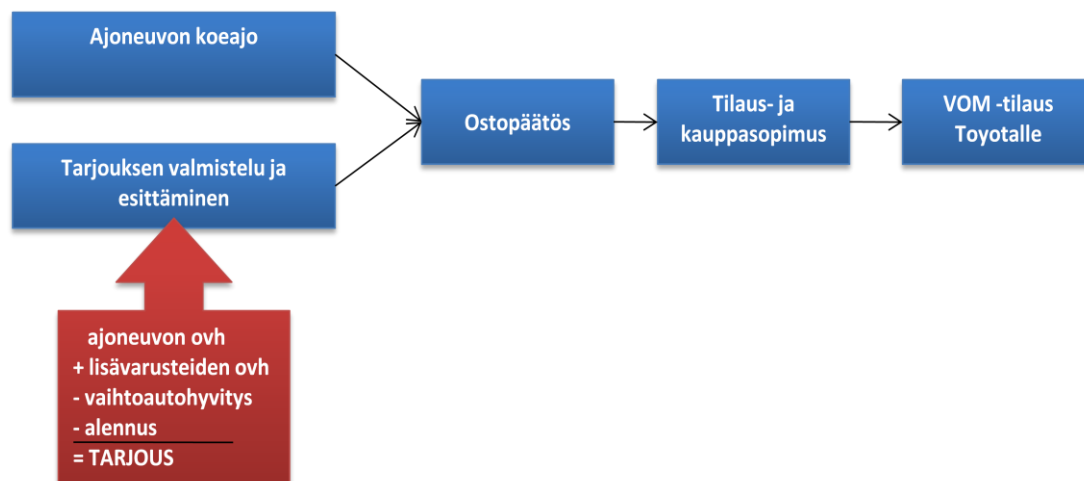 Ajoneuvon koeajo
Tarjouksen valmistelu ja
esittäminen
Ostopäätös
Tilaus- ja
kauppasopimus
VOM -tilaus
Toyotalle
ajoneuvon ovh
+ lisävarusteiden ovh
- vaihtoautohyvitys
- alennus
= TARJOUS